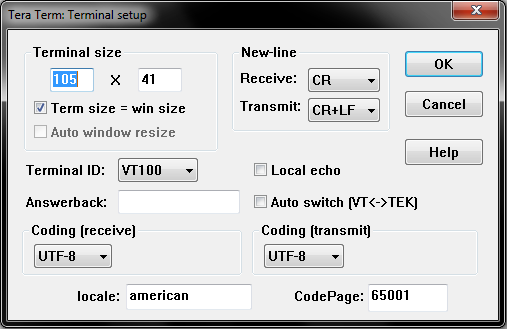 Tera Term: Terminal setup
Terminal size
105 X 41
Term size = win size
Auto window resize
New-line
Receive: CR
Transmit: CR+LF
OK
Cancel
Help
Terminal ID: VT100
Local echo
Answerback:
Auto switch (VT<->TEK)
Coding (receive)
UTF-8
Coding (transmit)
UTF-8
locale: american
CodePage: 65001